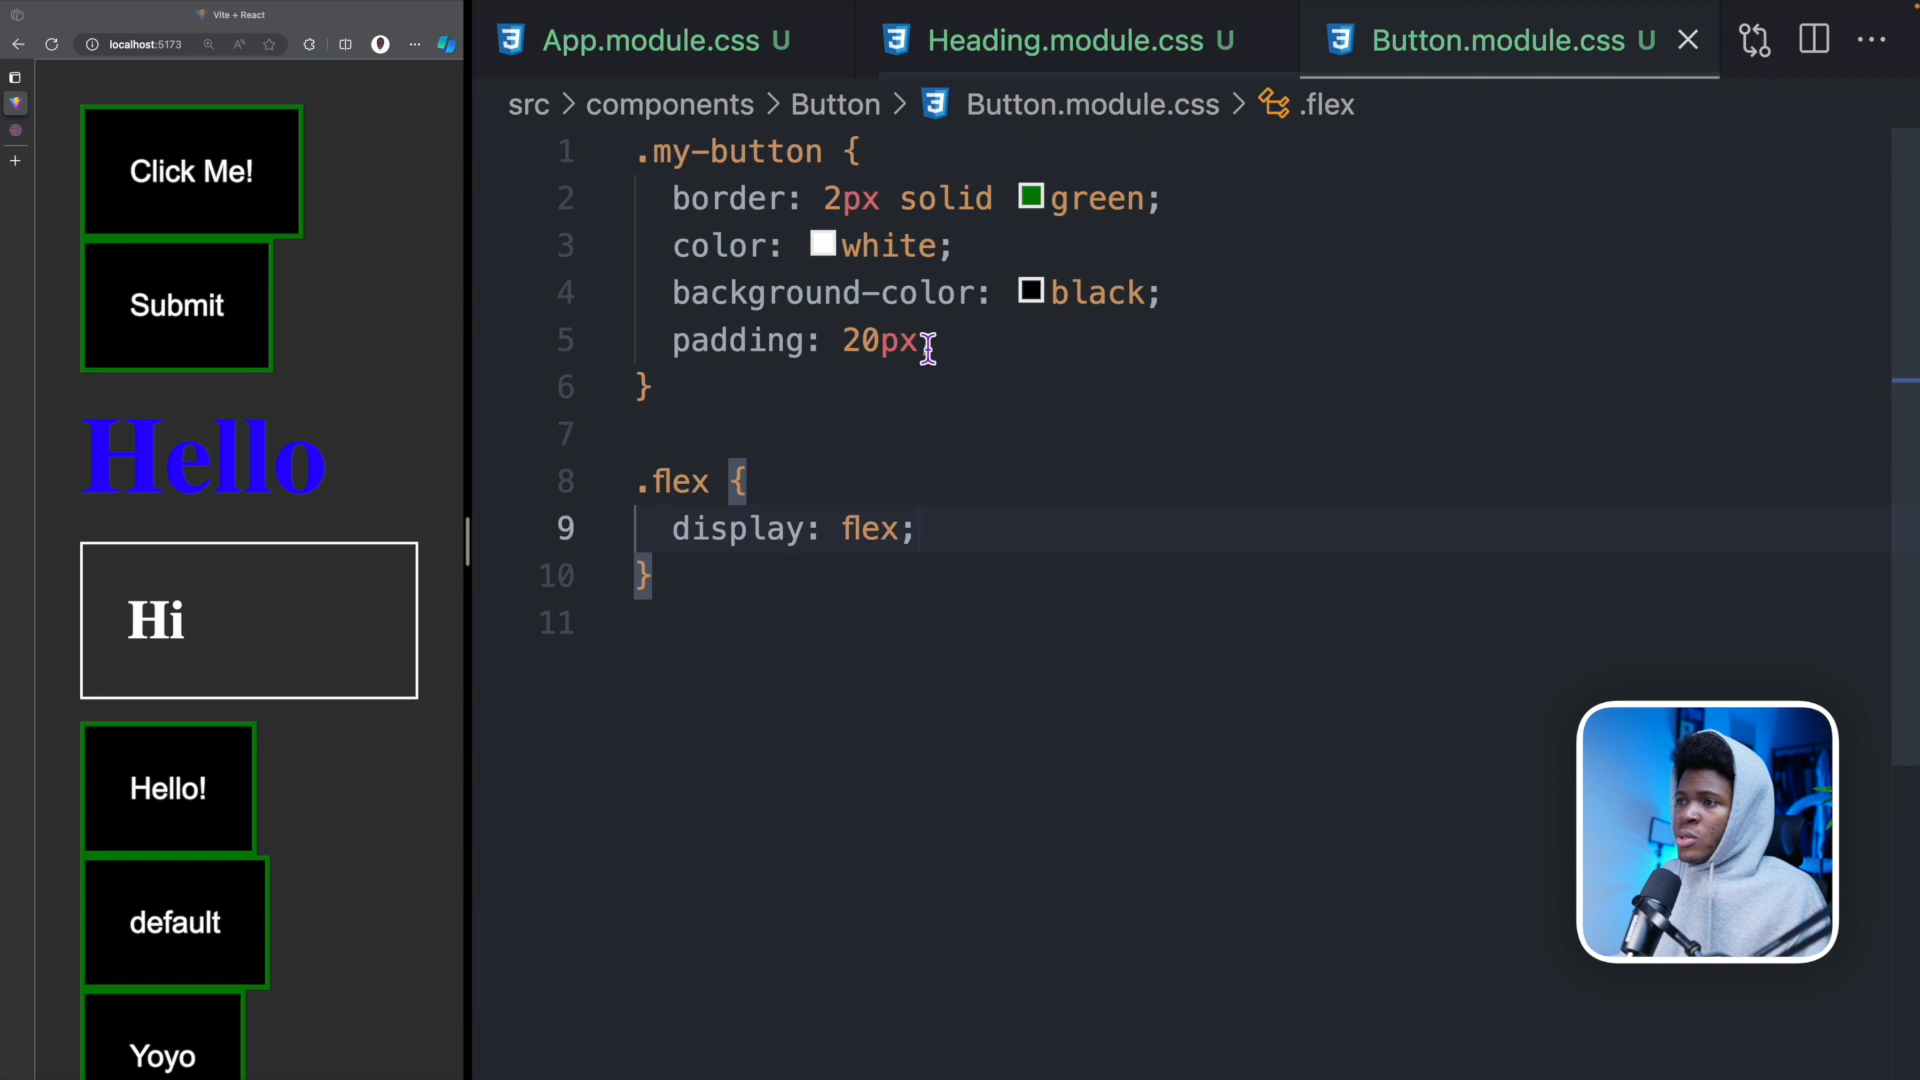 Vite + React
localhost:5173
Click Me!
Submit
Hello
Hi
Hello!
default
Yoyo
App.module.css U
Heading.module.css U
Button.module.css U
src > components > Button > Button.module.css > .flex
1 .my-button {
2 border: 2px solid green;
3 color: white;
4 background-color: black;
5 padding: 20px
6 }
7
8 .flex {
9 display: flex;
10 }
11